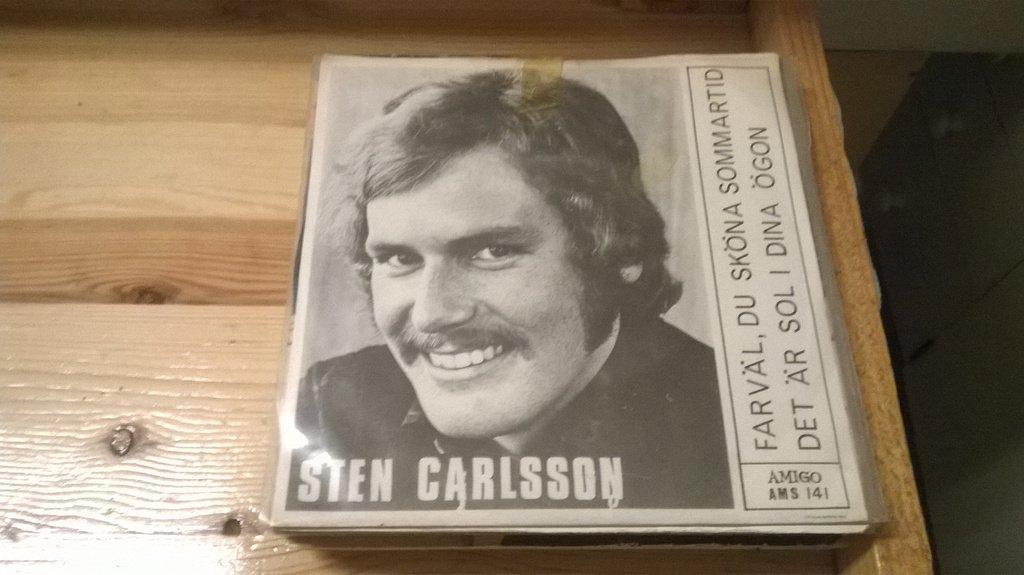 FARVÄL, DU SKÖNA SOMMARTID
DET ÄR SOL I DINA ÖGON
STEN CARLSSON
AMIGO
AMS 141